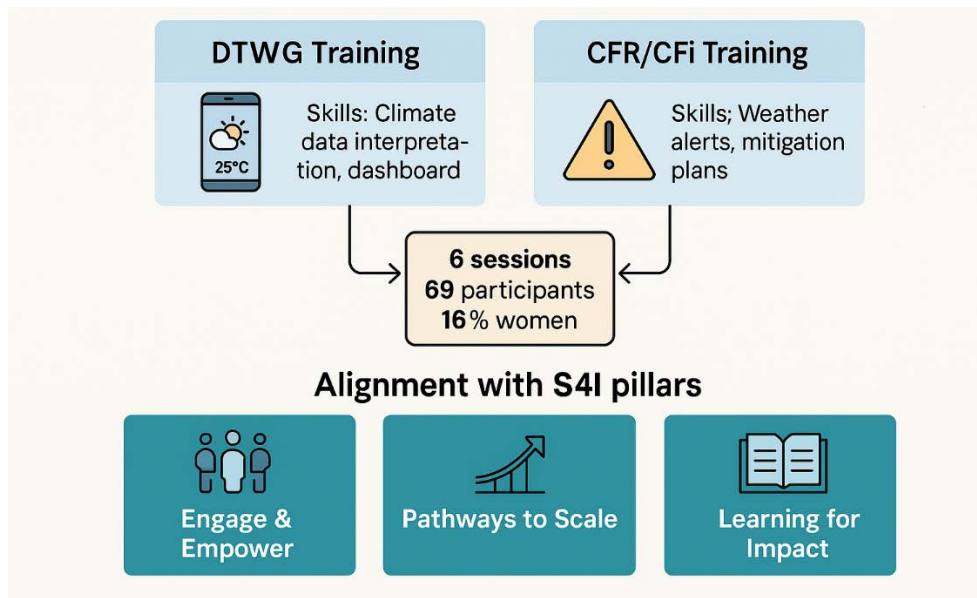 DTWG Training
25°C
Skills: Climate
data interpreta-
tion, dashboard
CFR/CFi Training
Skills; Weather
alerts, mitigation
plans
6 sessions
69 participants
16% women
Alignment with S4I pillars
Engage &
Empower
Pathways to Scale
Learning for
Impact